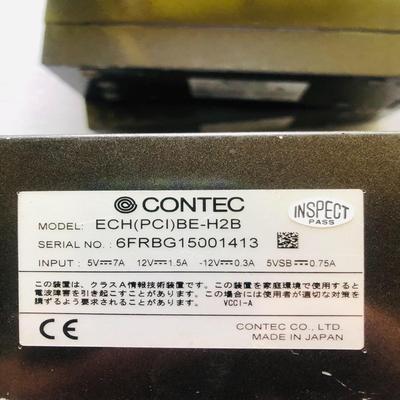 CONTEC
MODEL: ECH(PCI)BE-H2B
SERIAL NO.: 6FRBG15001413
INPUT: 5V⎓7A 12V⎓1.5A -12V⎓0.3A 5VSB⎓0.75A
この装置は、クラスA情報技術装置です。この装置を家庭環境で使用すると
電波障害を引き起こすことがあります。この場合には使用者が適切な対策を
講ずるよう要求されることがあります。 VCCI-A
CE
CONTEC CO., LTD.
MADE IN JAPAN
INSPECT
PASS